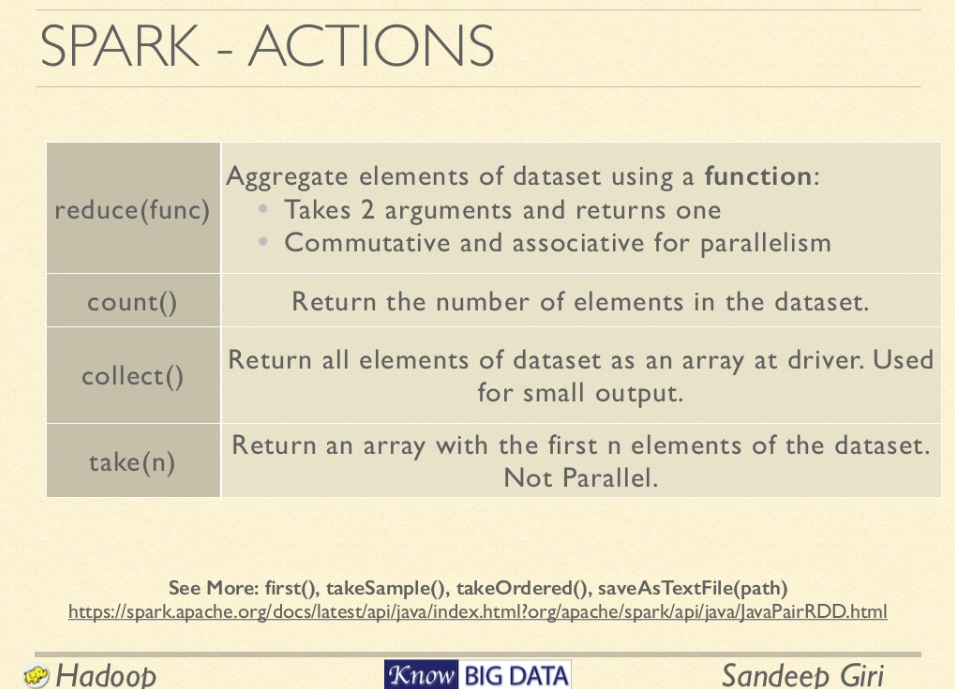 SPARK - ACTIONS
reduce(func)
Aggregate elements of dataset using a function:
• Takes 2 arguments and returns one
• Commutative and associative for parallelism
count()
Return the number of elements in the dataset.
collect()
Return all elements of dataset as an array at driver. Used
for small output.
take(n)
Return an array with the first n elements of the dataset.
Not Parallel.
See More: first(), takeSample(), takeOrdered(), saveAsTextFile(path)
https://spark.apache.org/docs/latest/api/java/index.html?org/apache/spark/api/java/JavaPairRDD.html
Hadoop
Know BIG DATA
Sandeep Giri